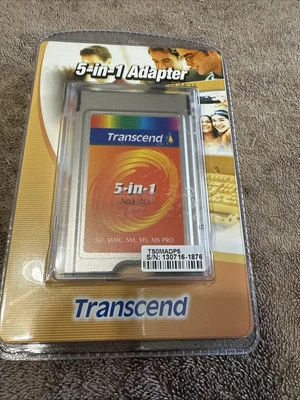 5-in-1 Adapter
Transcend
5-in-1
Adapter
SD, MMC, SM, MS, MS PRO
TS0MADP5
S/N: 130716-1876
Transcend